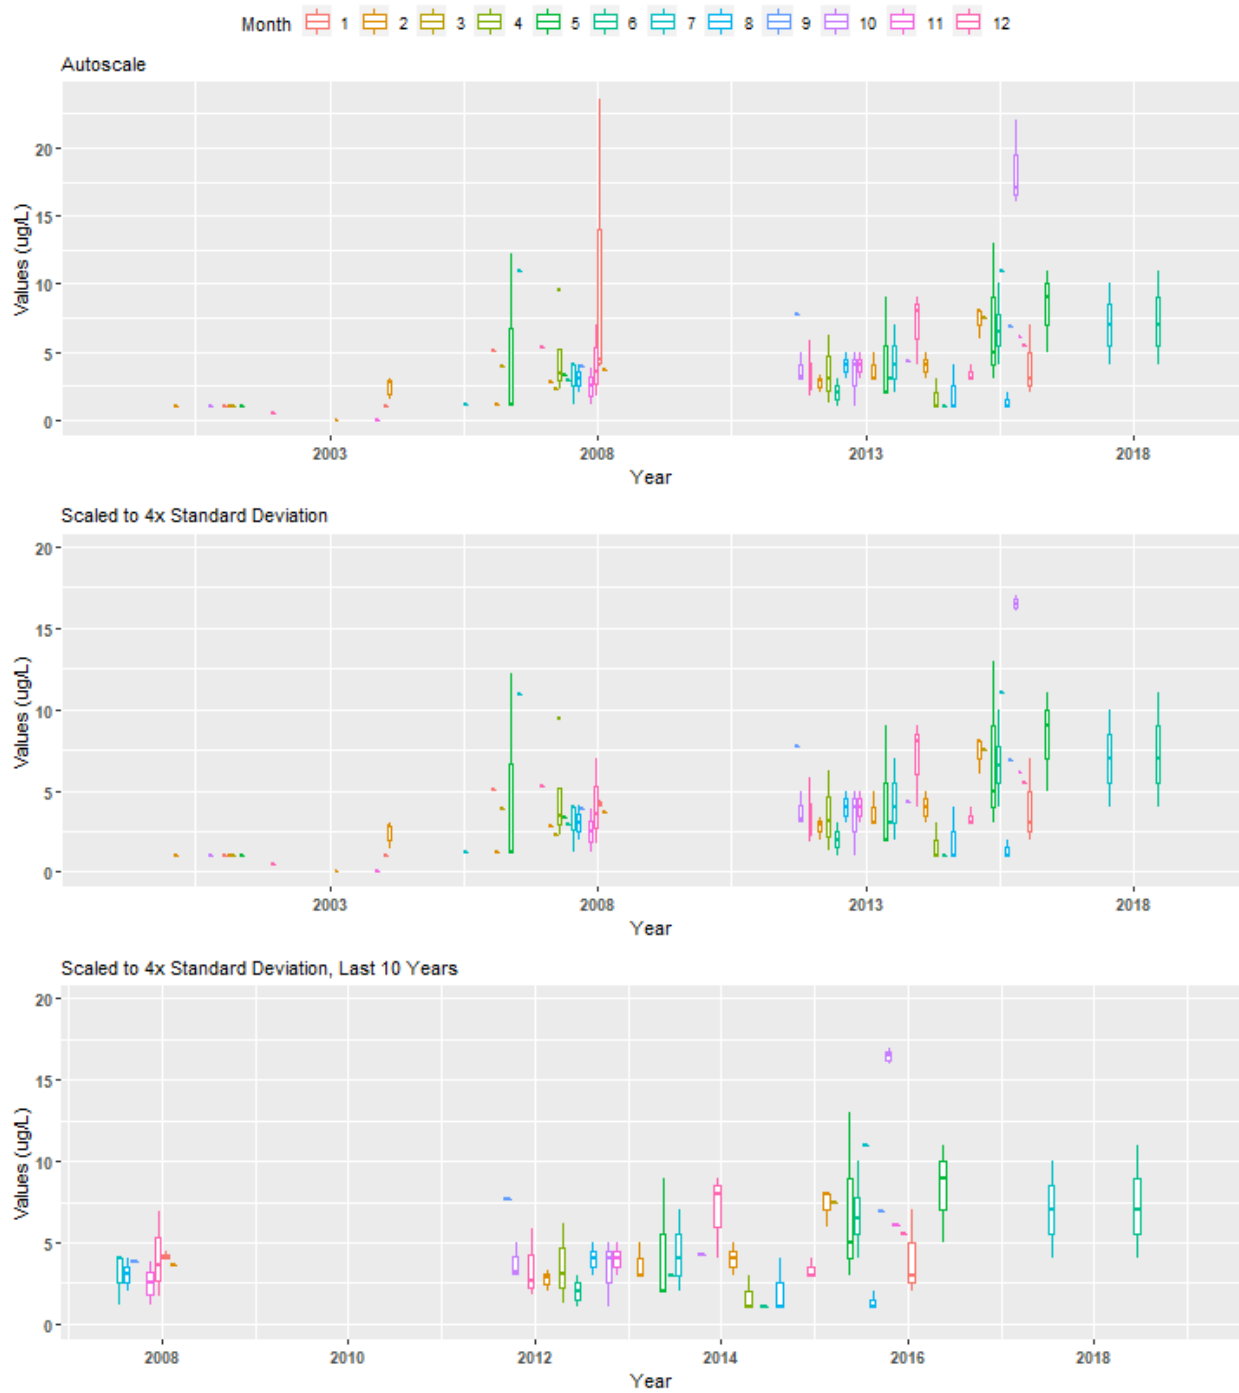 Month 1 2 3 4 5 6 7 8 9 10 11 12
Autoscale
Values (ug/L)
20
15
10
5
0
2003 2008 2013 2018
Year
Scaled to 4x Standard Deviation
Values (ug/L)
20
15
10
5
0
2003 2008 2013 2018
Year
Scaled to 4x Standard Deviation, Last 10 Years
Values (ug/L)
20
15
10
5
0
2008 2010 2012 2014 2016 2018
Year